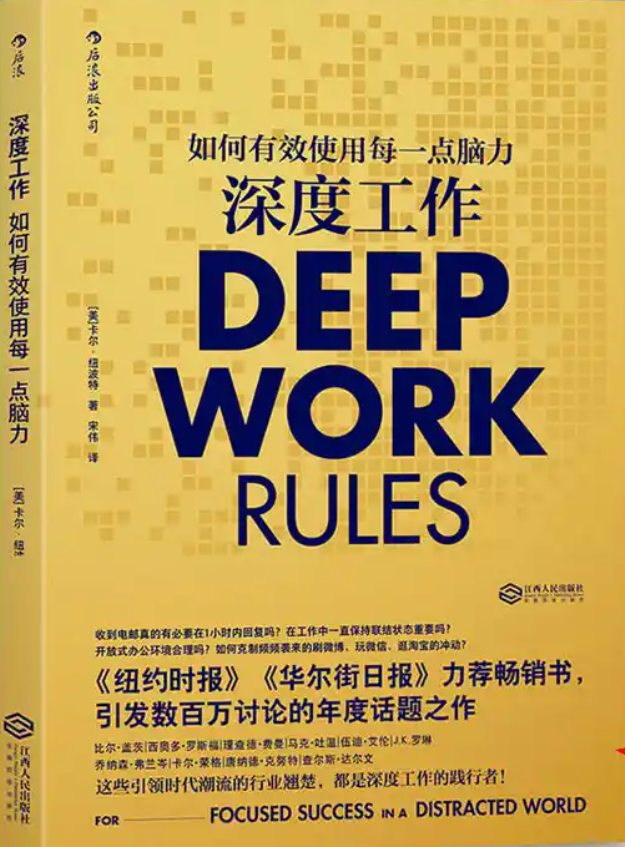 后浪
深度工作 如何有效使用每一点脑力
[美]卡尔·纽
江西人民出版社
后浪出版公司
[美]卡尔·纽波特 著 宋伟 译
如何有效使用每一点脑力
深度工作
DEEP
WORK
RULES
江西人民出版社
收到电邮真的有必要在1小时内回复吗?在工作中一直保持联结状态重要吗?
开放式办公环境合理吗?如何克制频频袭来的刷微博、玩微信、逛淘宝的冲动?
《纽约时报》《华尔街日报》力荐畅销书,
引发数百万讨论的年度话题之作
比尔·盖茨|西奥多·罗斯福|理查德·费曼|马克·吐温|伍迪·艾伦|J.K.罗琳
乔纳森·弗兰岑|卡尔·荣格|唐纳德·克努特|查尔斯·达尔文
这些引领时代潮流的行业翘楚,都是深度工作的践行者!
FOR FOCUSED SUCCESS IN A DISTRACTED WORLD